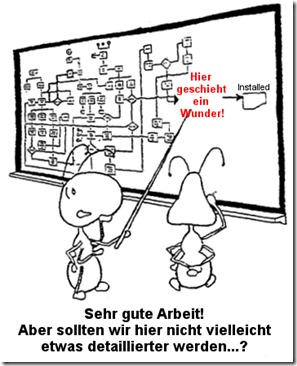 Hier
geschieht
ein
Wunder!
Installed
Sehr gute Arbeit!
Aber sollten wir hier nicht vielleicht
etwas detaillierter werden...?